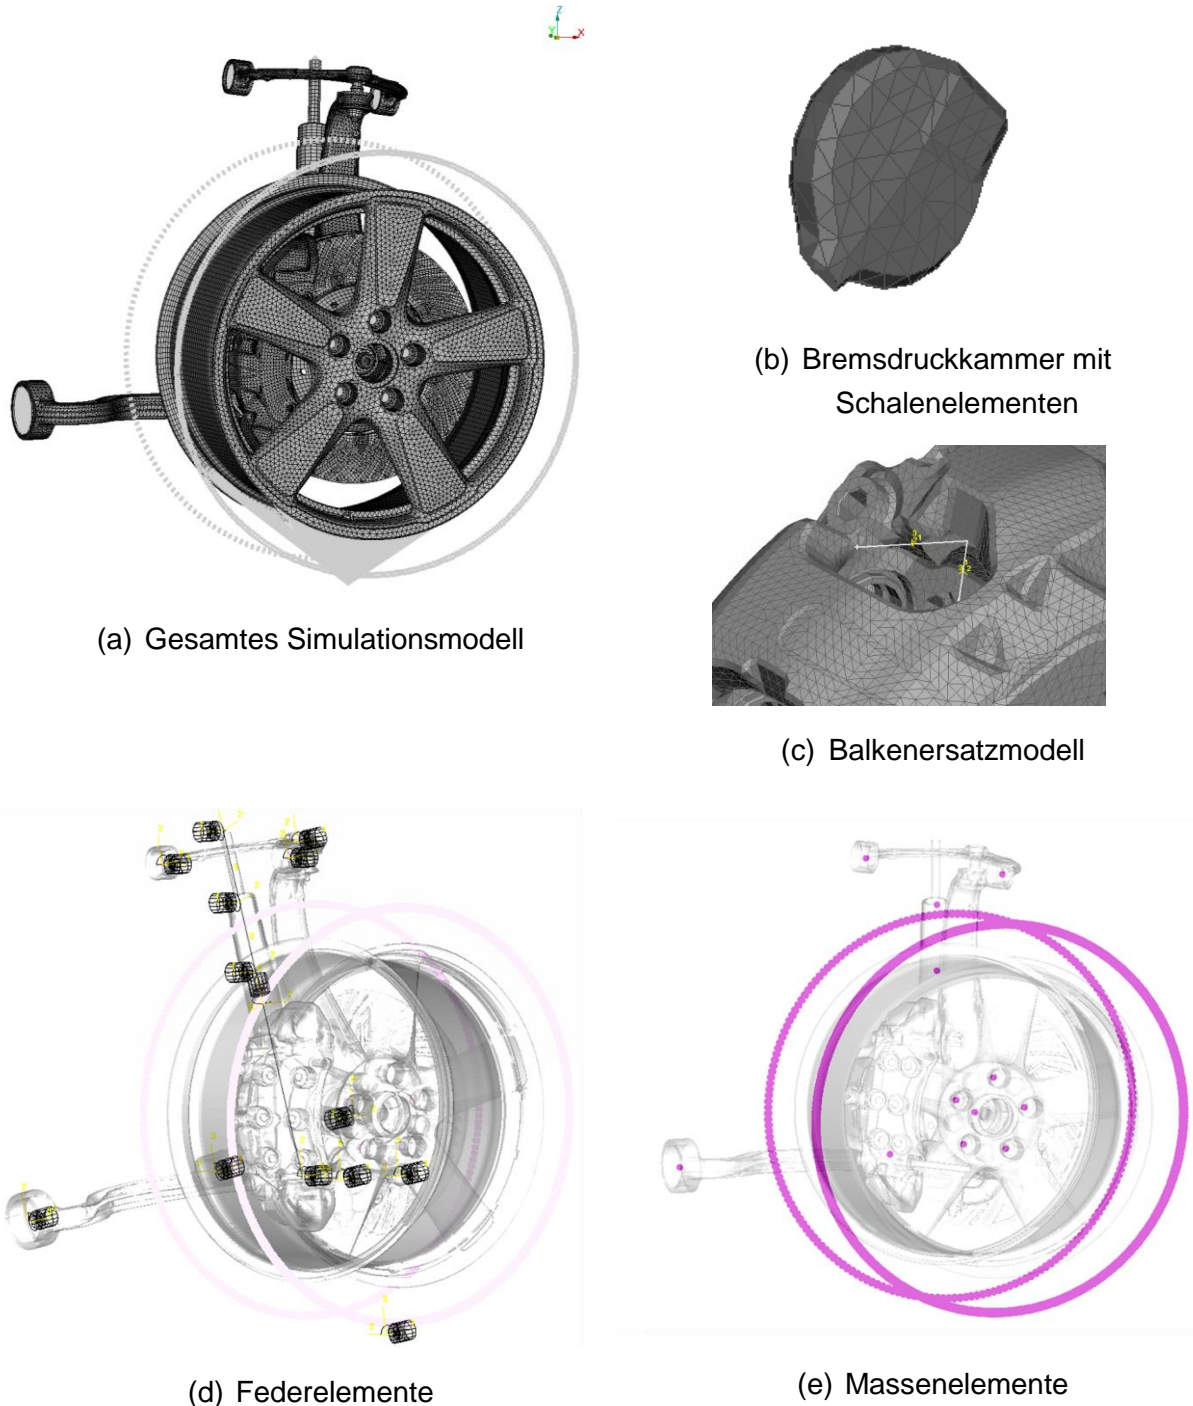 Z
Y X
(a) Gesamtes Simulationsmodell
(b) Bremsdruckkammer mit
Schalenelementen
(c) Balkenersatzmodell
(d) Federelemente
(e) Massenelemente